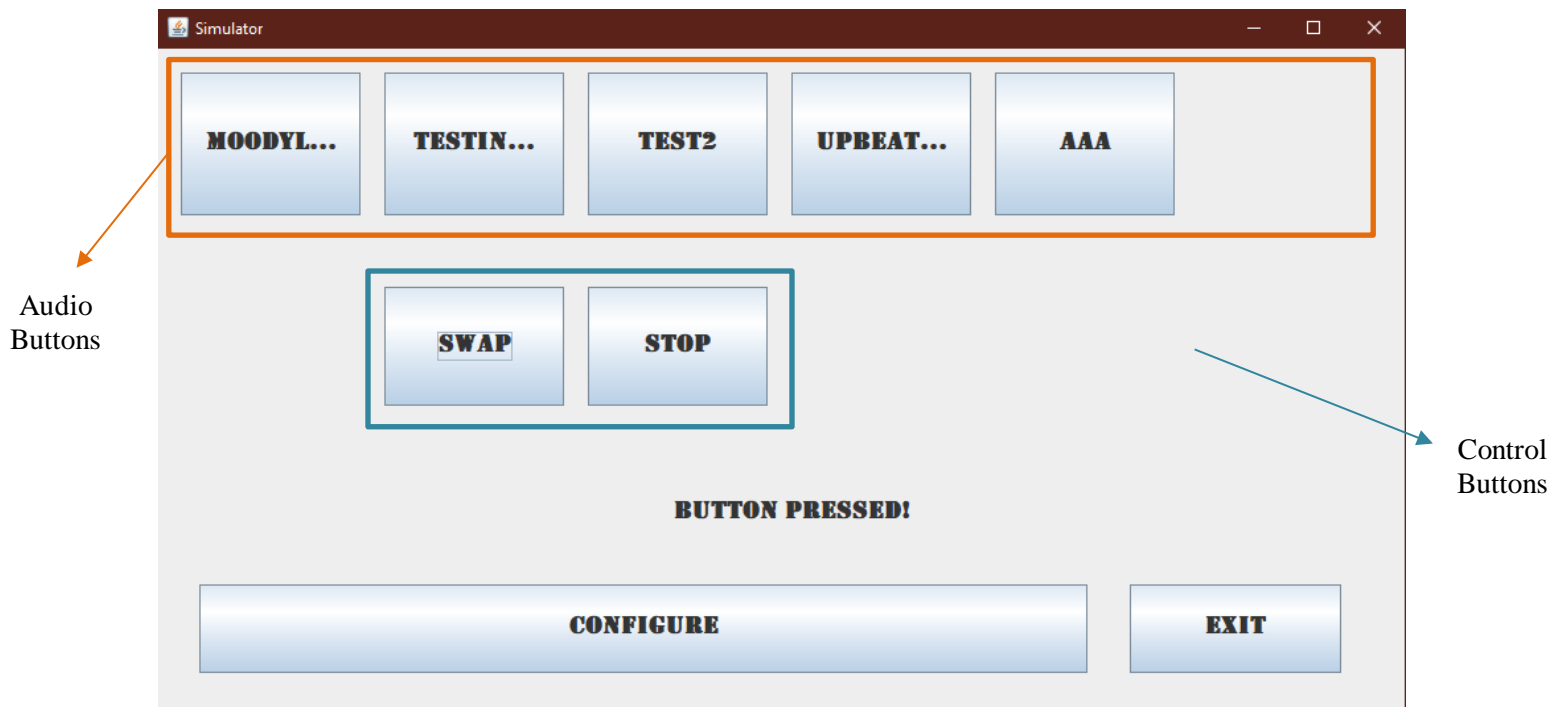 Simulator
MOODYL... TESTIN... TEST2 UPBEAT... AAA
Audio
Buttons
SWAP STOP
Control
Buttons
BUTTON PRESSED!
CONFIGURE EXIT